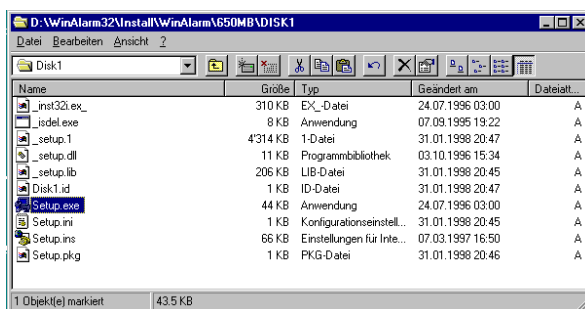 D:\WinAlarm32\Install\WinAlarm\650MB\DISK1
Datei Bearbeiten Ansicht ?
Disk1
Name Größe Typ Geändert am Dateiatt...
_inst32i.ex_ 310 KB EX_-Datei 24.07.1996 03:00 A
_isdel.exe 8 KB Anwendung 07.09.1995 19:22 A
_setup.1 4'314 KB 1-Datei 31.01.1998 20:47 A
_setup.dll 11 KB Programmbibliothek 03.10.1996 15:34 A
_setup.lib 206 KB LIB-Datei 31.01.1998 20:45 A
Disk1.id 1 KB ID-Datei 31.01.1998 20:47 A
Setup.exe 44 KB Anwendung 24.07.1996 03:00 A
Setup.ini 1 KB Konfigurationseinstell... 31.01.1998 20:45 A
Setup.ins 66 KB Einstellungen für Inte... 07.03.1997 16:50 A
Setup.pkg 1 KB PKG-Datei 31.01.1998 20:46 A
1 Objekt(e) markiert 43.5 KB